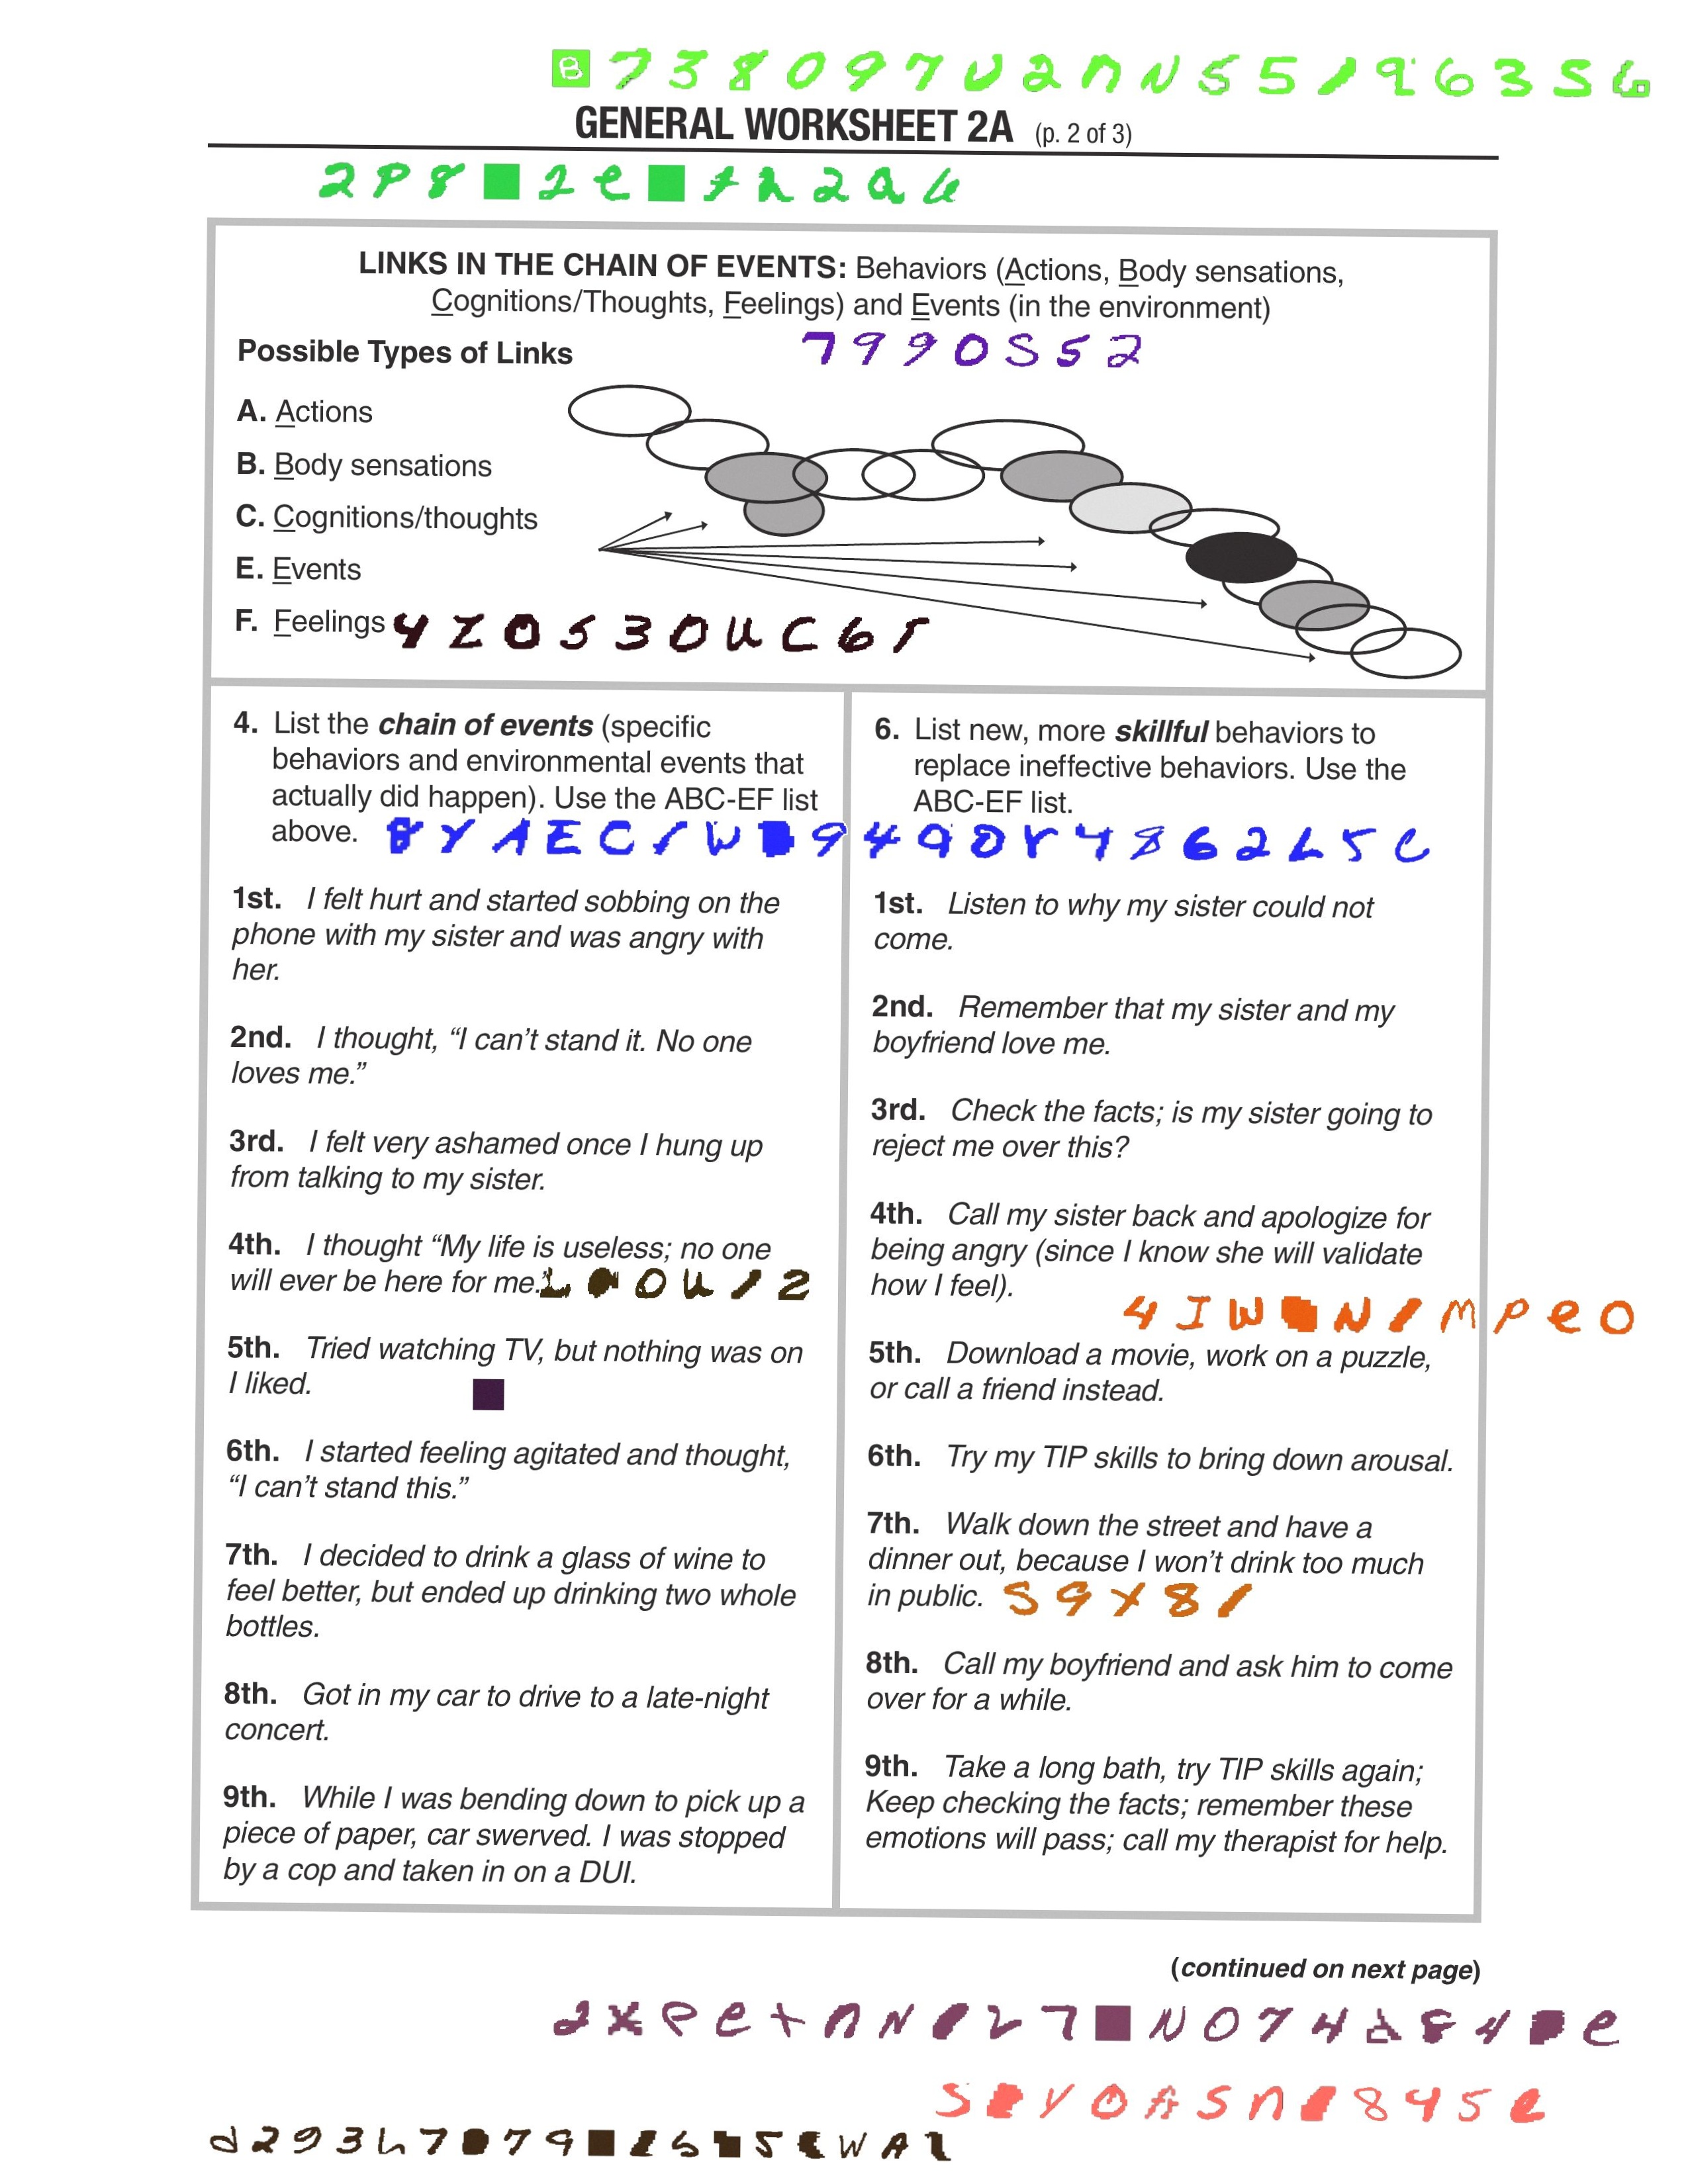 GENERAL WORKSHEET 2A (p. 2 of 3)
LINKS IN THE CHAIN OF EVENTS: Behaviors (Actions, Body sensations,
Cognitions/Thoughts, Feelings) and Events (in the environment)
Possible Types of Links
7990S52
A. Actions
B. Body sensations
C. Cognitions/thoughts
E. Events
F. Feelings
4Z0530UC65
4. List the chain of events (specific
behaviors and environmental events that
actually did happen). Use the ABC-EF list
above.
1st. I felt hurt and started sobbing on the
phone with my sister and was angry with
her.
2nd. I thought, “I can’t stand it. No one
loves me.”
3rd. I felt very ashamed once I hung up
from talking to my sister.
4th. I thought “My life is useless; no one
will ever be here for me.”
5th. Tried watching TV, but nothing was on
I liked.
6th. I started feeling agitated and thought,
“I can’t stand this.”
7th. I decided to drink a glass of wine to
feel better, but ended up drinking two whole
bottles.
8th. Got in my car to drive to a late-night
concert.
9th. While I was bending down to pick up a
piece of paper, car swerved. I was stopped
by a cop and taken in on a DUI.
6. List new, more skillful behaviors to
replace ineffective behaviors. Use the
ABC-EF list.
1st. Listen to why my sister could not
come.
2nd. Remember that my sister and my
boyfriend love me.
3rd. Check the facts; is my sister going to
reject me over this?
4th. Call my sister back and apologize for
being angry (since I know she will validate
how I feel).
5th. Download a movie, work on a puzzle,
or call a friend instead.
6th. Try my TIP skills to bring down arousal.
7th. Walk down the street and have a
dinner out, because I won’t drink too much
in public.
S9X81
8th. Call my boyfriend and ask him to come
over for a while.
9th. Take a long bath, try TIP skills again;
Keep checking the facts; remember these
emotions will pass; call my therapist for help.
(continued on next page)